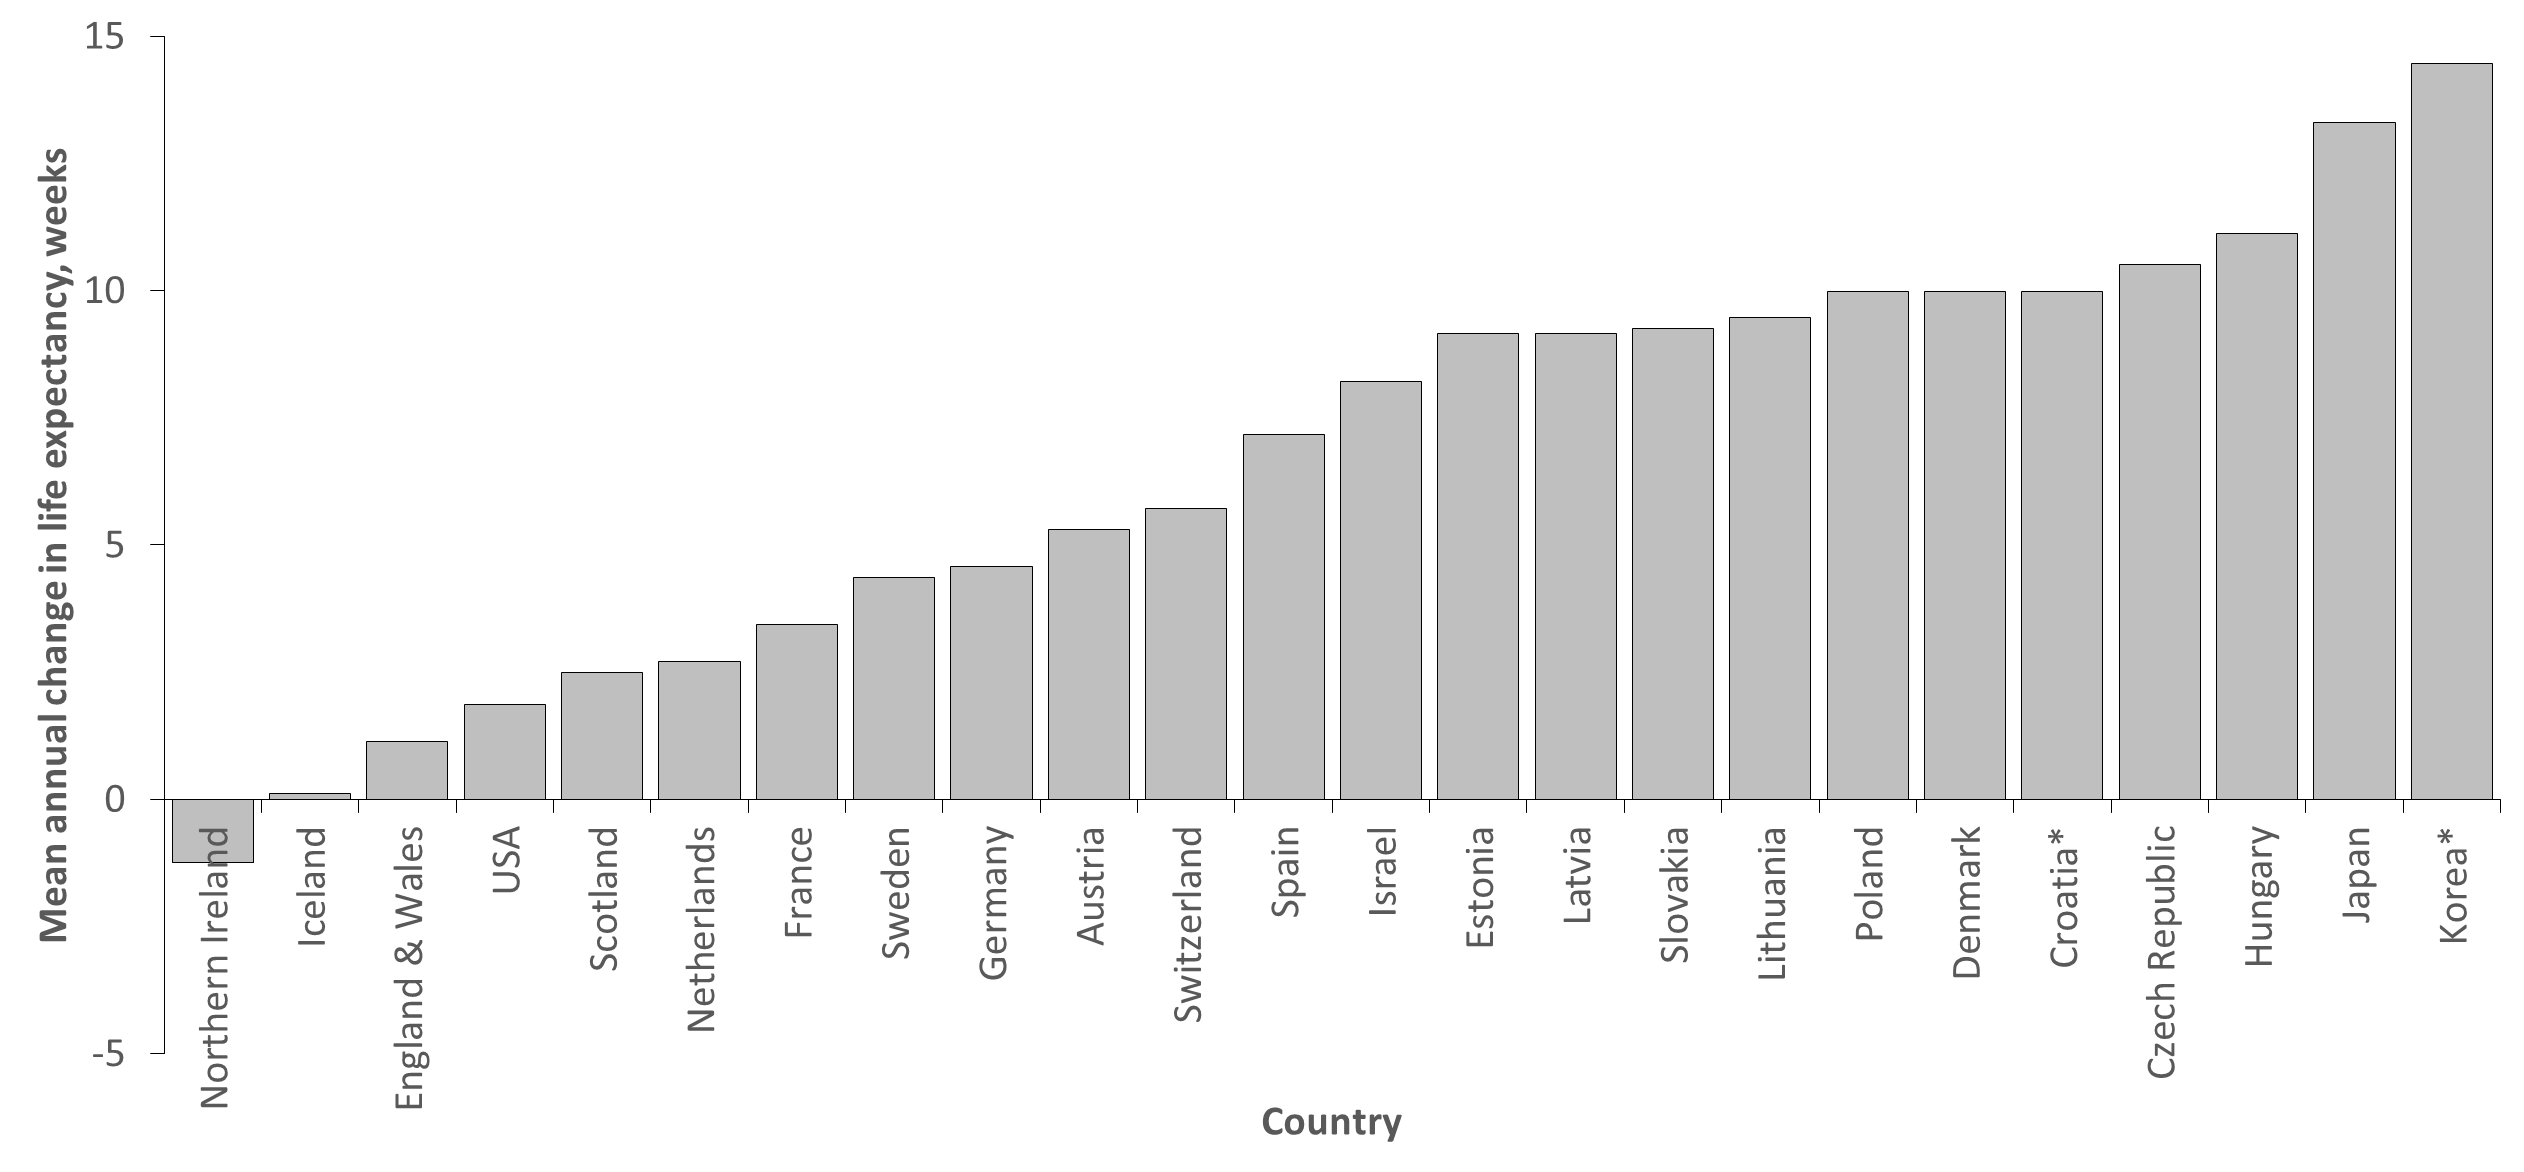 Mean annual change in life expectancy, weeks
15
10
5
0
-5
Northern Ireland
Iceland
England & Wales
USA
Scotland
Netherlands
France
Sweden
Germany
Austria
Switzerland
Spain
Israel
Estonia
Latvia
Slovakia
Lithuania
Poland
Denmark
Croatia*
Czech Republic
Hungary
Japan
Korea*
Country